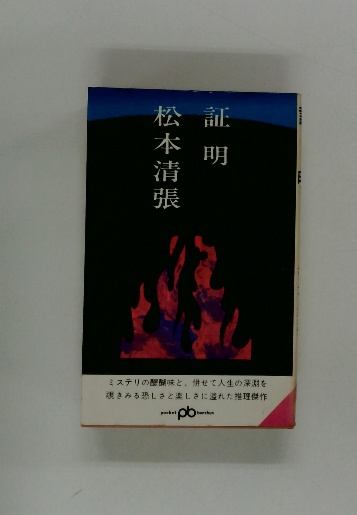 証明
松本清張
ミステリの醍醐味と、併せて人生の深淵を
覗きみる恐しさと楽しさに溢れた推理傑作
pocket pb bunshun